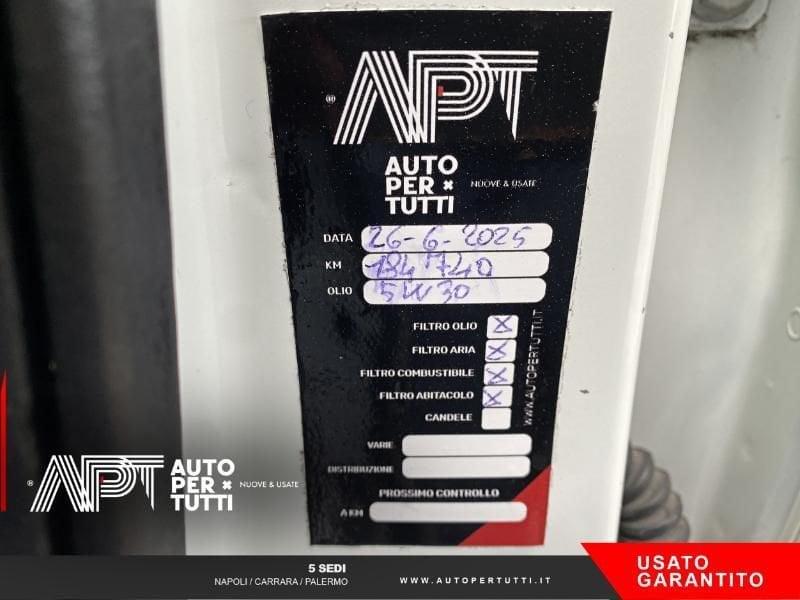 APT
®
AUTO
PER
TUTTI
NUOVE & USATE
DATA 26-6-2025
KM 184740
OLIO 5W30
FILTRO OLIO X
FILTRO ARIA X
FILTRO COMBUSTIBILE X
FILTRO ABITACOLO X
CANDELE
WWW.AUTOPERTUTTI.IT
VARIE
DISTRIBUZIONE
PROSSIMO CONTROLLO
A KM
® APT
AUTO
PER
TUTTI
NUOVE & USATE
5 SEDI
NAPOLI / CARRARA / PALERMO
WWW.AUTOPERTUTTI.IT
USATO
GARANTITO